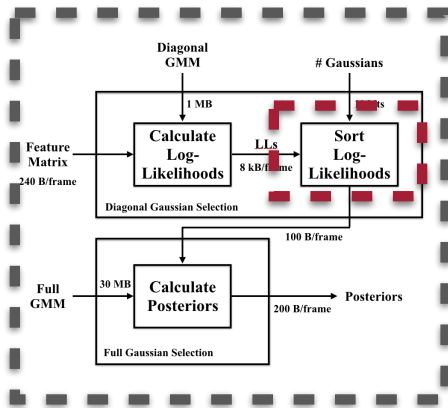 Diagonal
GMM
# Gaussians
1 MB
Feature
Matrix
240 B/frame
Calculate
Log-
Likelihoods
LLs
8 kB/frame
Sort
Log-
Likelihoods
Diagonal Gaussian Selection
100 B/frame
Full
GMM
30 MB
Calculate
Posteriors
200 B/frame
Posteriors
Full Gaussian Selection